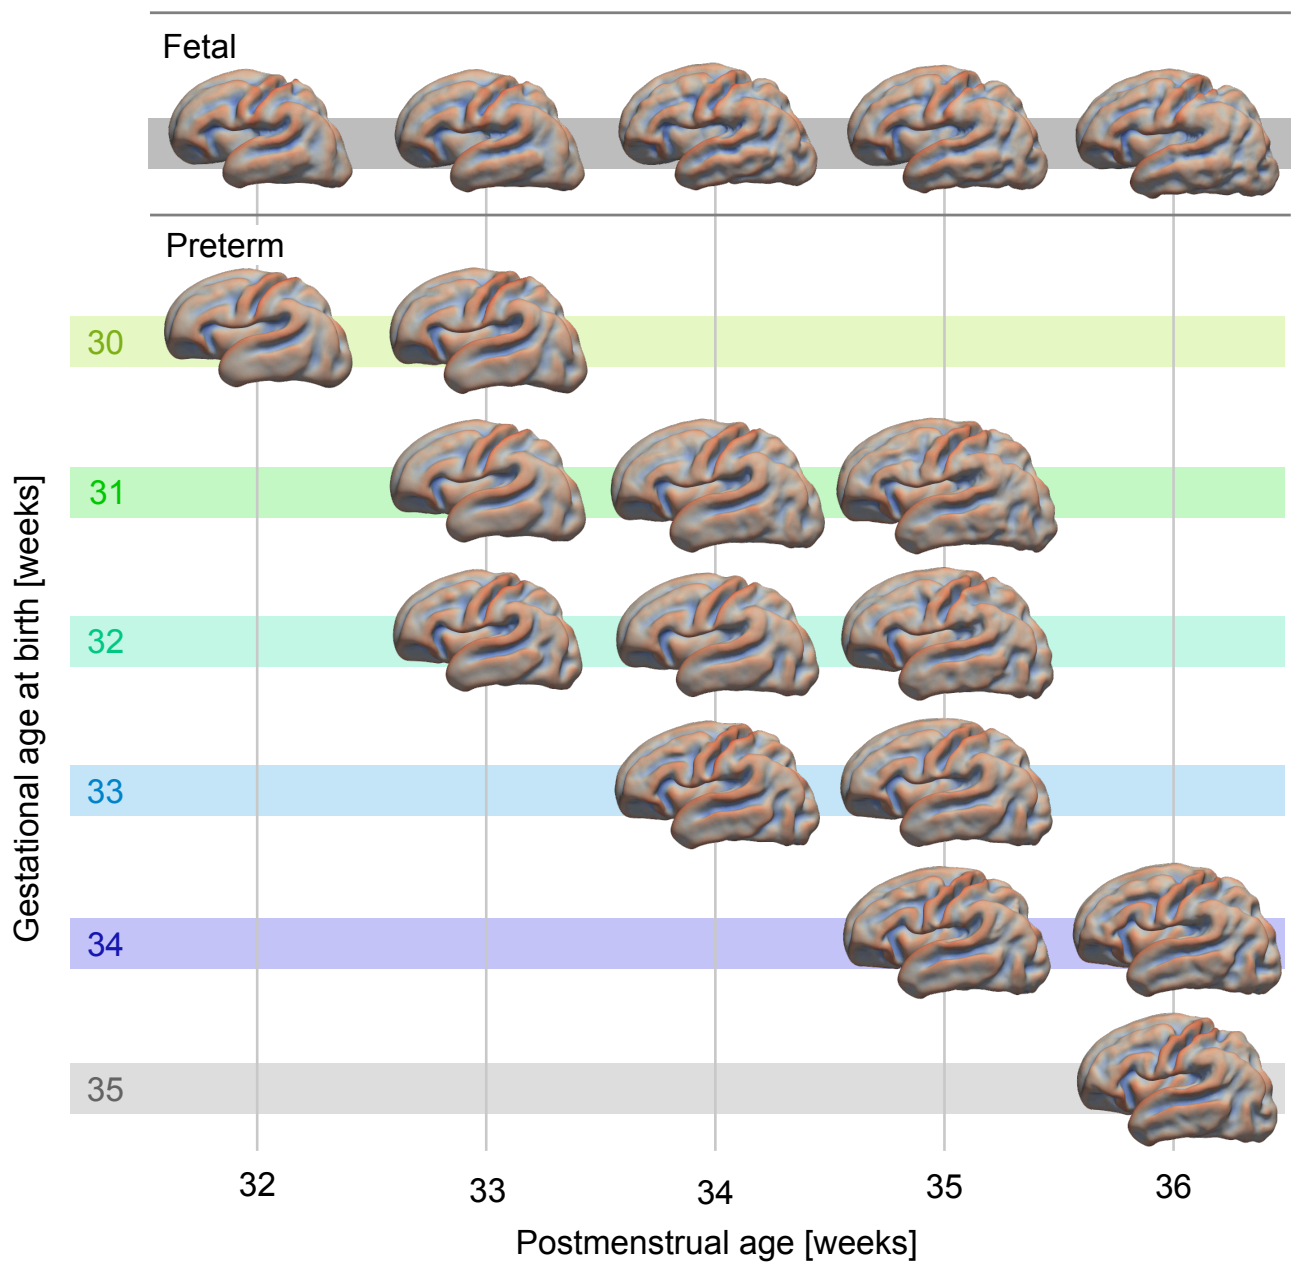 Fetal
Preterm
30
31
32
33
34
35
Gestational age at birth [weeks]
32 33 34 35 36
Postmenstrual age [weeks]